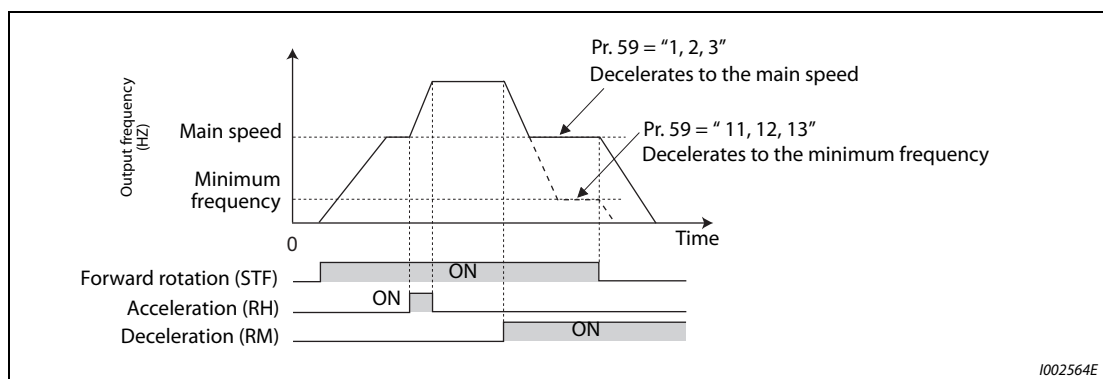 Output frequency
(HZ)
Pr. 59 = “1, 2, 3”
Decelerates to the main speed
Main speed
Pr. 59 = “ 11, 12, 13”
Decelerates to the minimum frequency
Minimum
frequency
0
Time
Forward rotation (STF)
ON
Acceleration (RH)
ON
Deceleration (RM)
ON
I002564E